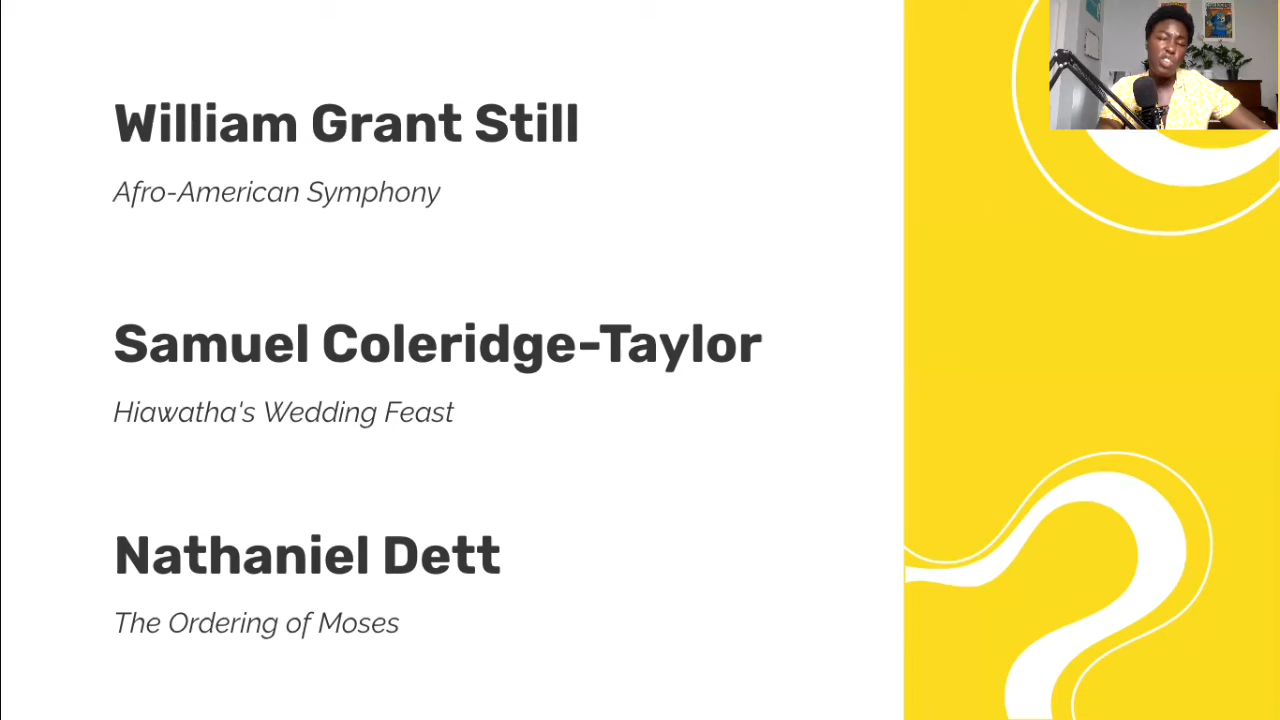 William Grant Still
Afro-American Symphony
Samuel Coleridge-Taylor
Hiawatha's Wedding Feast
Nathaniel Dett
The Ordering of Moses